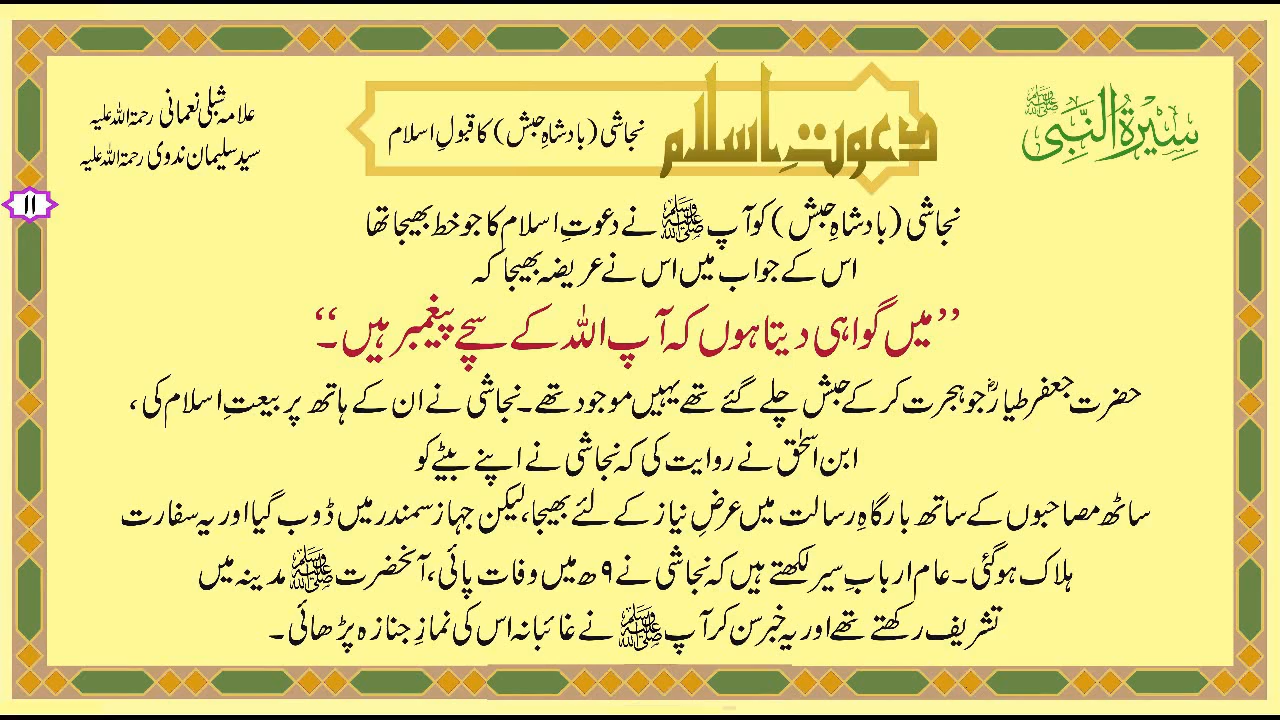 سیرۃ النبی ﷺ
دعوتِ اسلام
نجاشی (بادشاہِ حبش) کا قبولِ اسلام
علامہ شبلی نعمانی رحمۃ اللہ علیہ
سید سلیمان ندوی رحمۃ اللہ علیہ
۱۱
نجاشی (بادشاہِ حبش) کو آپ ﷺ نے دعوتِ اسلام کا جو خط بھیجا تھا
اس کے جواب میں اس نے عریضہ بھیجا کہ
’’میں گواہی دیتا ہوں کہ آپ اللہ کے سچے پیغمبر ہیں۔‘‘
حضرت جعفر طیارؓ جو ہجرت کر کے حبش چلے گئے تھے یہیں موجود تھے۔ نجاشی نے ان کے ہاتھ پر بیعتِ اسلام کی،
ابن اسحٰق نے روایت کی کہ نجاشی نے اپنے بیٹے کو
ساٹھ مصاحبوں کے ساتھ بارگاہِ رسالت میں عرضِ نیاز کے لئے بھیجا، لیکن جہاز سمندر میں ڈوب گیا اور یہ سفارت
ہلاک ہوگئی۔ عام اربابِ سیر لکھتے ہیں کہ نجاشی نے ۹ھ میں وفات پائی، آنحضرت ﷺ مدینہ میں
تشریف رکھتے تھے اور یہ خبر سن کر آپ ﷺ نے غائبانہ اس کی نمازِ جنازہ پڑھائی۔